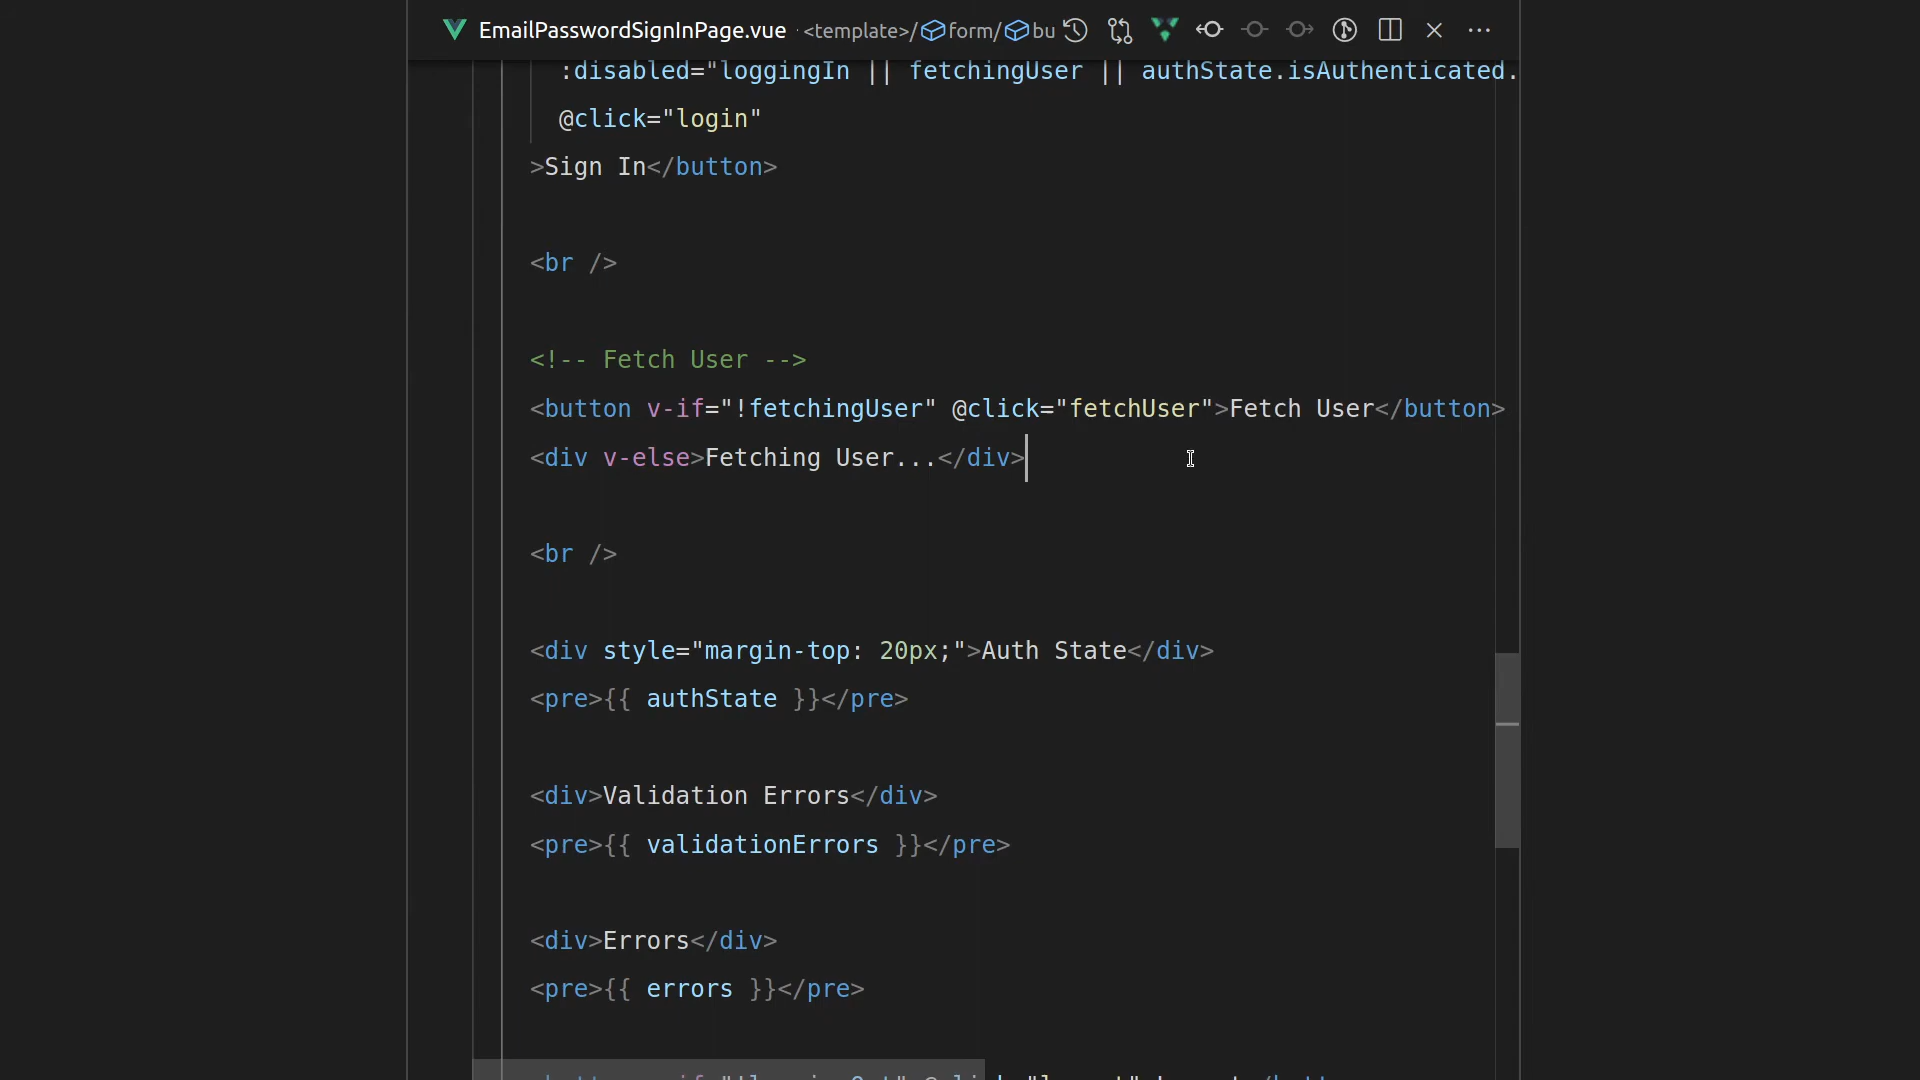 EmailPasswordSignInPage.vue <template>/ form/ bu
:disabled="loggingIn || fetchingUser || authState.isAuthenticated.
@click="login"
>Sign In</button>
<br />
<!-- Fetch User -->
<button v-if="!fetchingUser" @click="fetchUser">Fetch User</button>
<div v-else>Fetching User...</div>
<br />
<div style="margin-top: 20px;">Auth State</div>
<pre>{{ authState }}</pre>
<div>Validation Errors</div>
<pre>{{ validationErrors }}</pre>
<div>Errors</div>
<pre>{{ errors }}</pre>